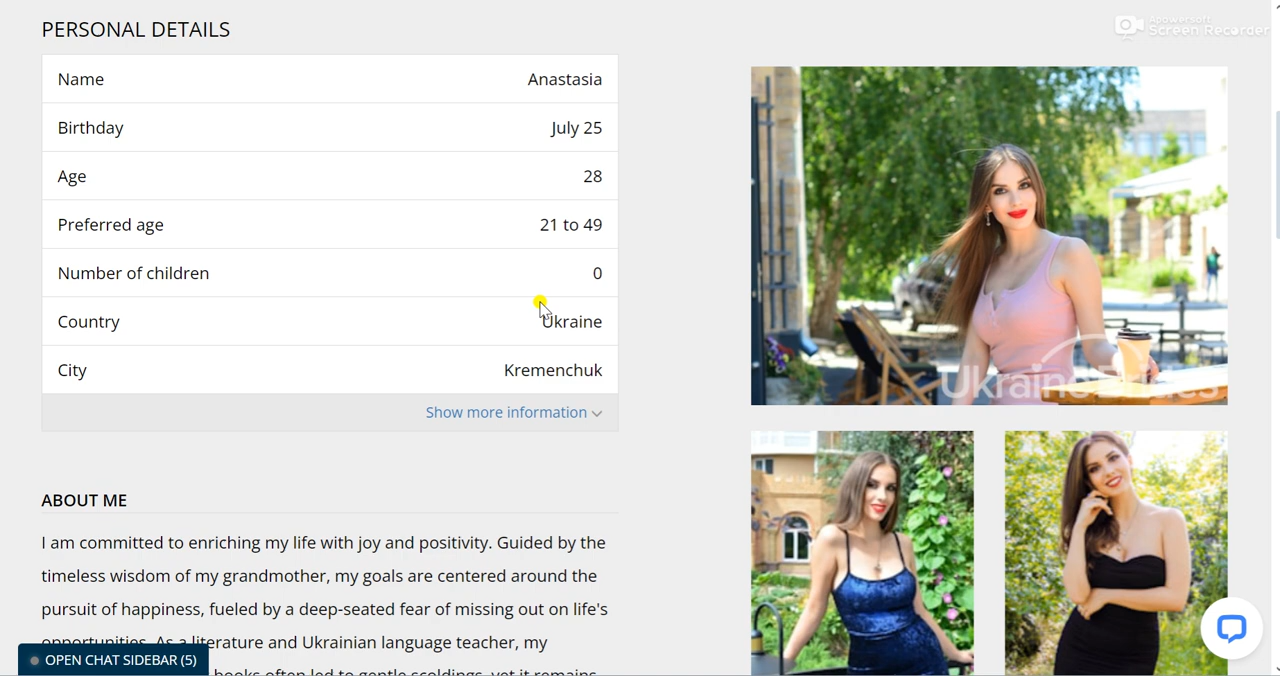 PERSONAL DETAILS
Apowersoft
Screen Recorder
Name Anastasia
Birthday July 25
Age 28
Preferred age 21 to 49
Number of children 0
Country Ukraine
City Kremenchuk
Show more information
UkraineBrides
ABOUT ME
I am committed to enriching my life with joy and positivity. Guided by the
timeless wisdom of my grandmother, my goals are centered around the
pursuit of happiness, fueled by a deep-seated fear of missing out on life's
opportunities. As a literature and Ukrainian language teacher, my
OPEN CHAT SIDEBAR (5)
books often led to gentle scoldings, yet it remains